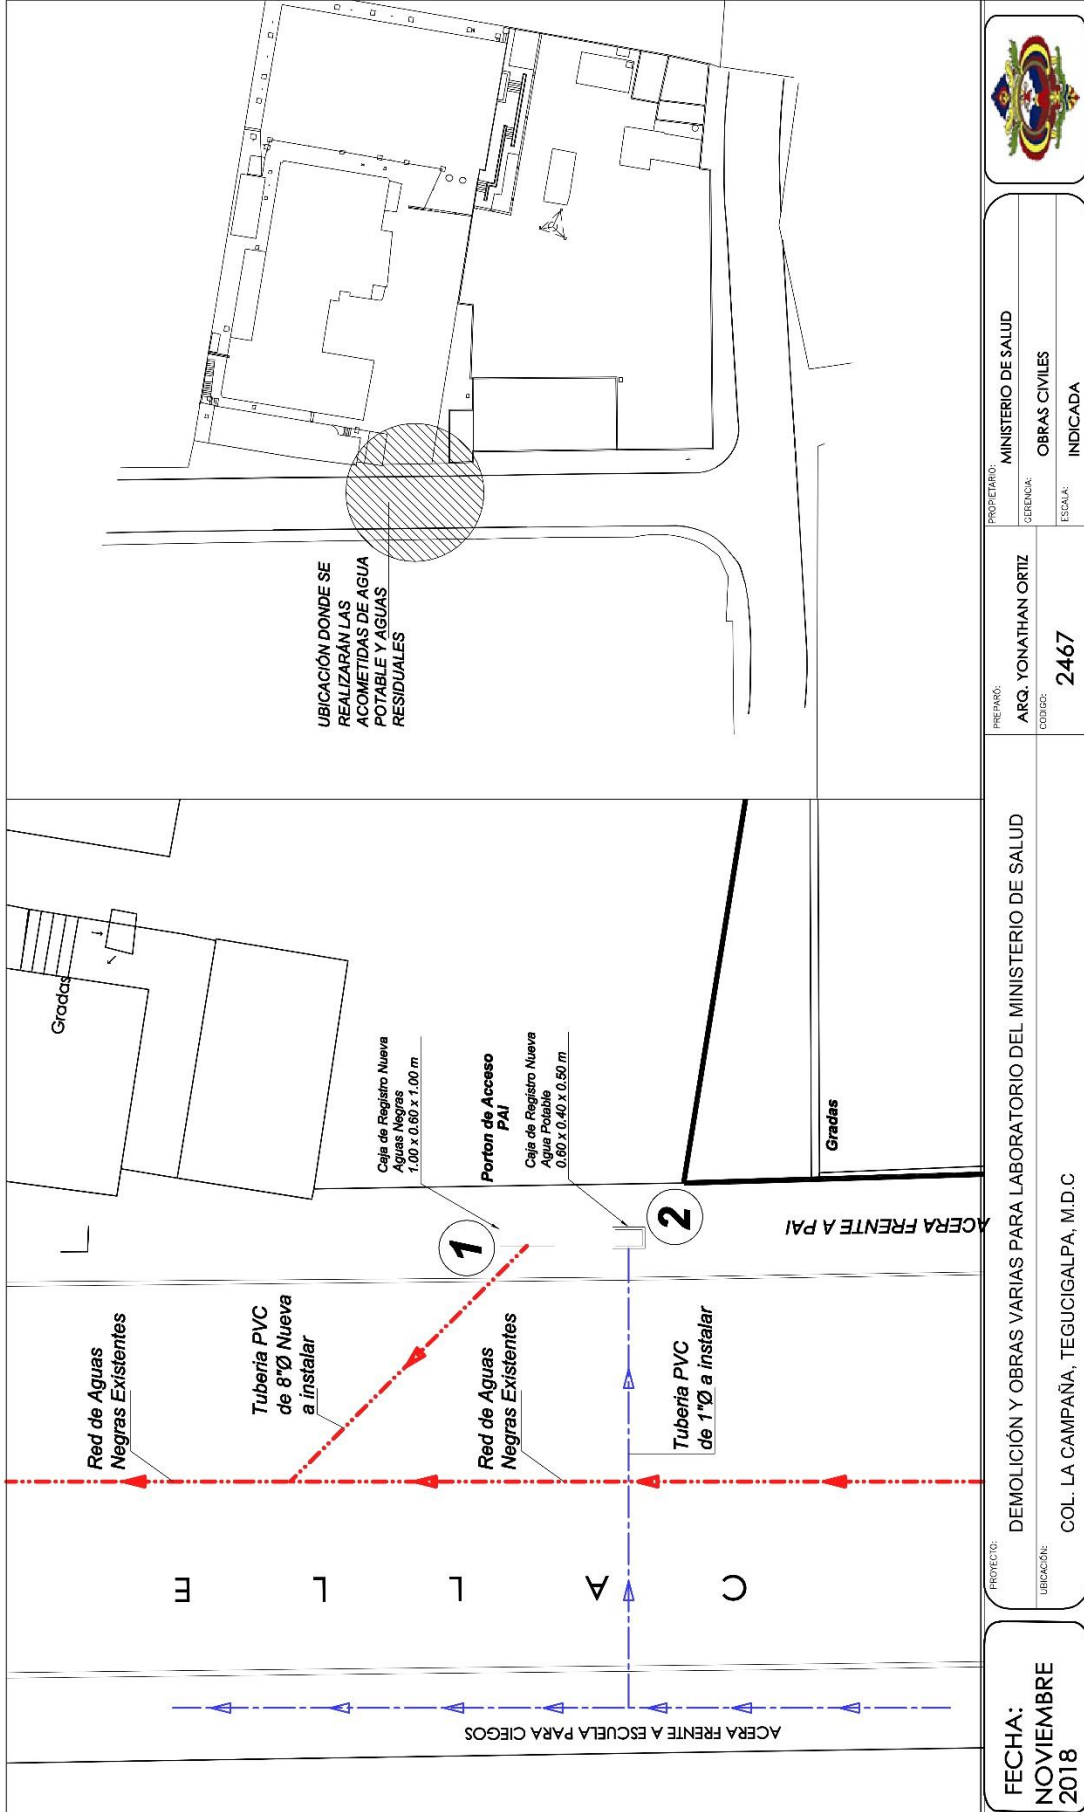 UBICACIÓN DONDE SE
REALIZARÁN LAS
ACOMETIDAS DE AGUA
POTABLE Y AGUAS
RESIDUALES
Gradas
Caja de Registro Nueva
Aguas Negras
1.00 x 0.60 x 1.00 m
Porton de Acceso
PAI
Caja de Registro Nueva
Agua Potable
0.60 x 0.40 x 0.50 m
1
2
Gradas
ACERA FRENTE A PAI
Red de Aguas
Negras Existentes
Tuberia PVC
de 8"Ø Nueva
a instalar
Red de Aguas
Negras Existentes
Tuberia PVC
de 1"Ø a instalar
C A L L E
ACERA FRENTE A ESCUELA PARA CIEGOS
FECHA:
NOVIEMBRE
2018
PROYECTO:
DEMOLICIÓN Y OBRAS VARIAS PARA LABORATORIO DEL MINISTERIO DE SALUD
UBICACIÓN:
COL. LA CAMPAÑA, TEGUCIGALPA, M.D.C
PREPARÓ:
ARQ. YONATHAN ORTIZ
CODIGO:
2467
PROPIETARIO:
MINISTERIO DE SALUD
GERENCIA:
OBRAS CIVILES
ESCALA:
INDICADA